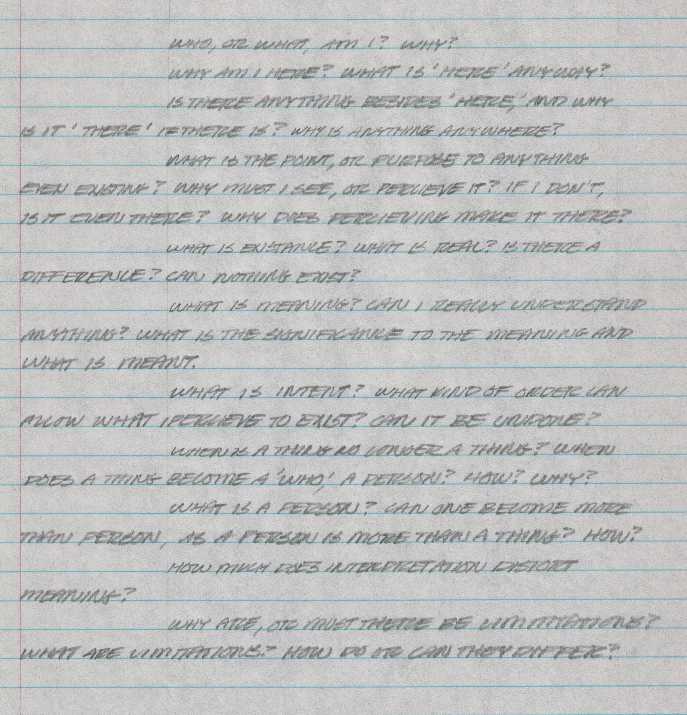 WHO, OR WHAT, AM I? WHY?
WHY AM I HERE? WHAT IS 'HERE' ANYWAY?
IS THERE ANYTHING BESIDES 'HERE,' AND WHY
IS IT 'THERE' IF THERE IS? WHY IS ANYTHING ANYWHERE?
WHAT IS THE POINT, OR PURPOSE TO ANYTHING
EVEN EXISTING? WHY MUST I SEE, OR PERCIEVE IT? IF I DON'T,
IS IT EVEN THERE? WHY DOES PERCIEVING MAKE IT THERE?
WHAT IS EXISTANCE? WHAT IS REAL? IS THERE A
DIFFERENCE? CAN NOTHING EXIST?
WHAT IS MEANING? CAN I REALLY UNDERSTAND
ANYTHING? WHAT IS THE SIGNIFICANCE TO THE MEANING AND
WHAT IS MEANT.
WHAT IS INTENT? WHAT KIND OF ORDER CAN
ALLOW WHAT I PERCIEVE TO EXIST? CAN IT BE UNDONE?
WHEN IS A THING NO LONGER A THING? WHEN
DOES A THING BECOME A 'WHO,' A PERSON? HOW? WHY?
WHAT IS A PERSON? CAN ONE BECOME MORE
THAN PERSON, AS A PERSON IS MORE THAN A THING? HOW?
HOW MUCH DOES INTERPRETATION DISTORT
MEANING?
WHY ARE, OR MUST THERE BE LIMITATIONS?
WHAT ARE LIMITATIONS? HOW DO OR CAN THEY DIFFER?